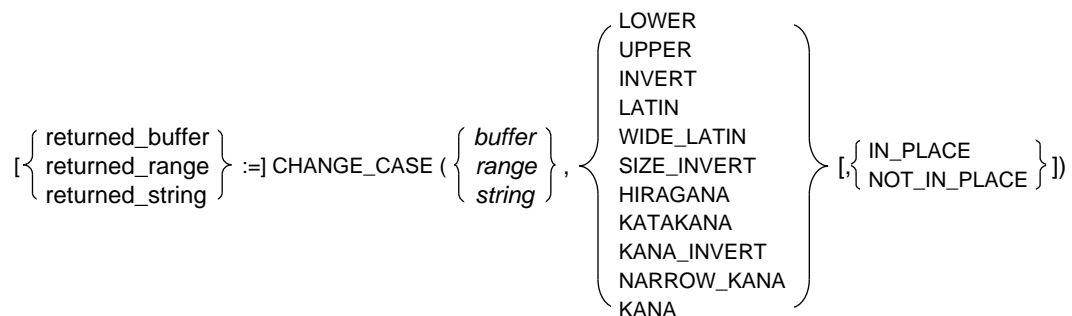 LOWER
UPPER
INVERT
LATIN
returned_buffer buffer WIDE_LATIN IN_PLACE
[ returned_range :=] CHANGE_CASE ( range , SIZE_INVERT [, ])
returned_string string HIRAGANA NOT_IN_PLACE
KATAKANA
KANA_INVERT
NARROW_KANA
KANA